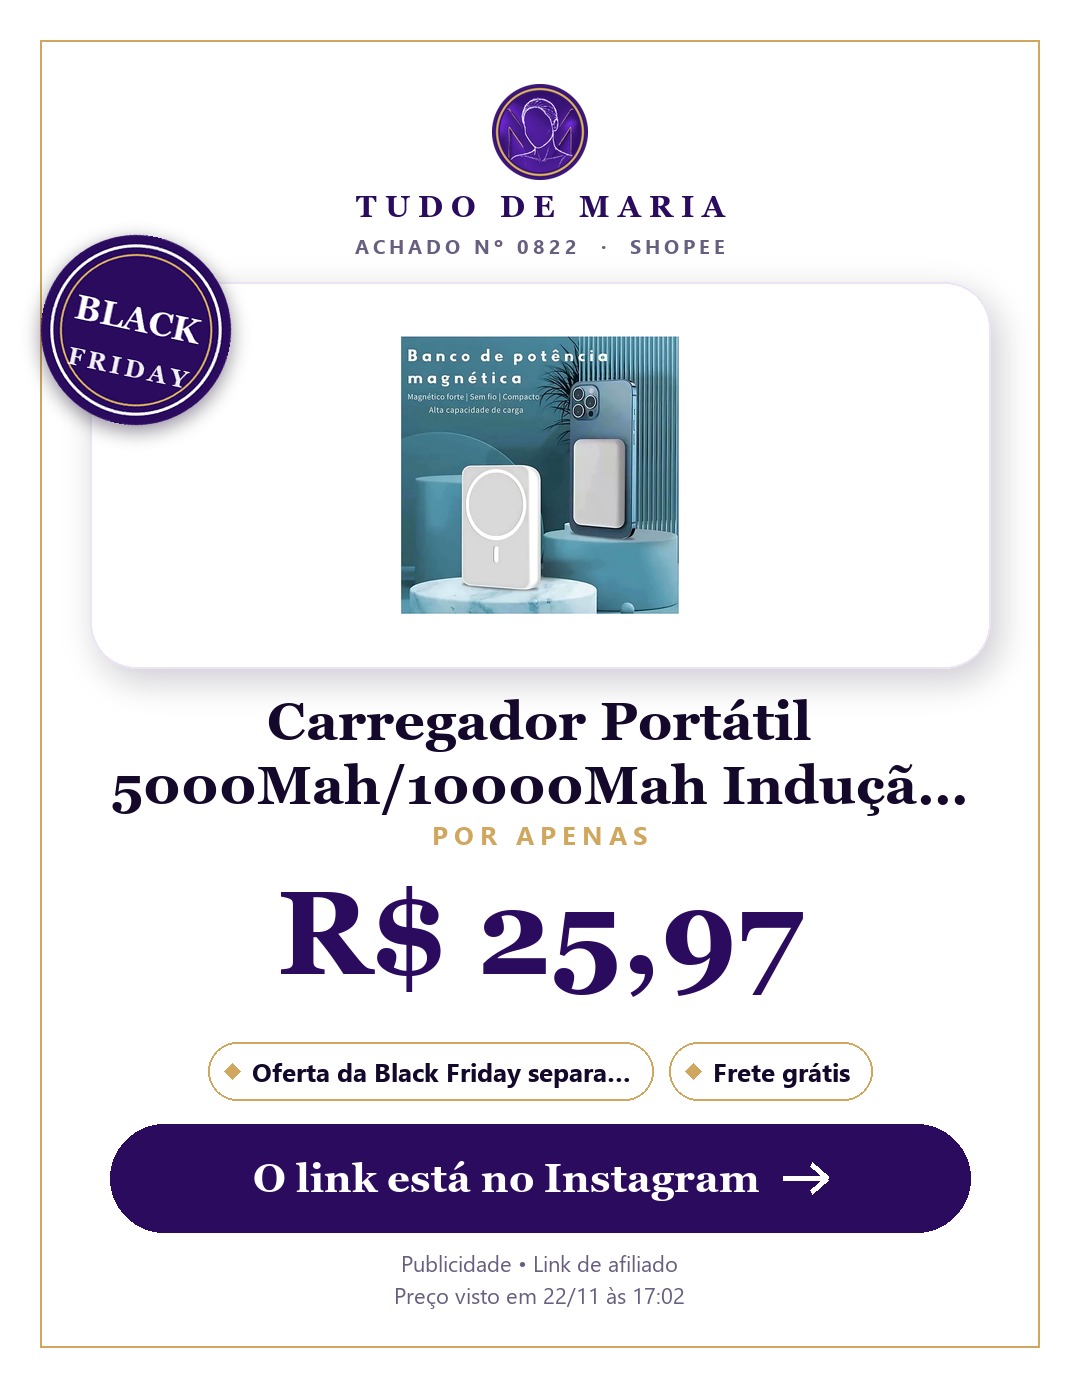 TUDO DE MARIA
ACHADO Nº 0822 · SHOPEE
BLACK
FRIDAY
Banco de potência
magnética
Magnético forte | Sem fio | Compacto
Alta capacidade de carga
Carregador Portátil
5000Mah/10000Mah Induçã...
POR APENAS
R$ 25,97
Oferta da Black Friday separa...
Frete grátis
O link está no Instagram →
Publicidade • Link de afiliado
Preço visto em 22/11 às 17:02